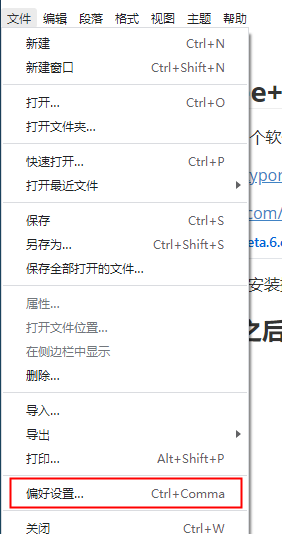 文件 编辑 段落 格式 视图 主题 帮助
新建 Ctrl+N
新建窗口 Ctrl+Shift+N
e+
打开... Ctrl+O
打开文件夹...
个软
快速打开... Ctrl+P
ypor
打开最近文件
保存 Ctrl+S
com/
另存为... Ctrl+Shift+S
eta.6.
保存全部打开的文件...
安装
属性...
打开文件位置...
之后
在侧边栏中显示
删除...
导入...
导出
打印... Alt+Shift+P
偏好设置... Ctrl+Comma
关闭 Ctrl+W